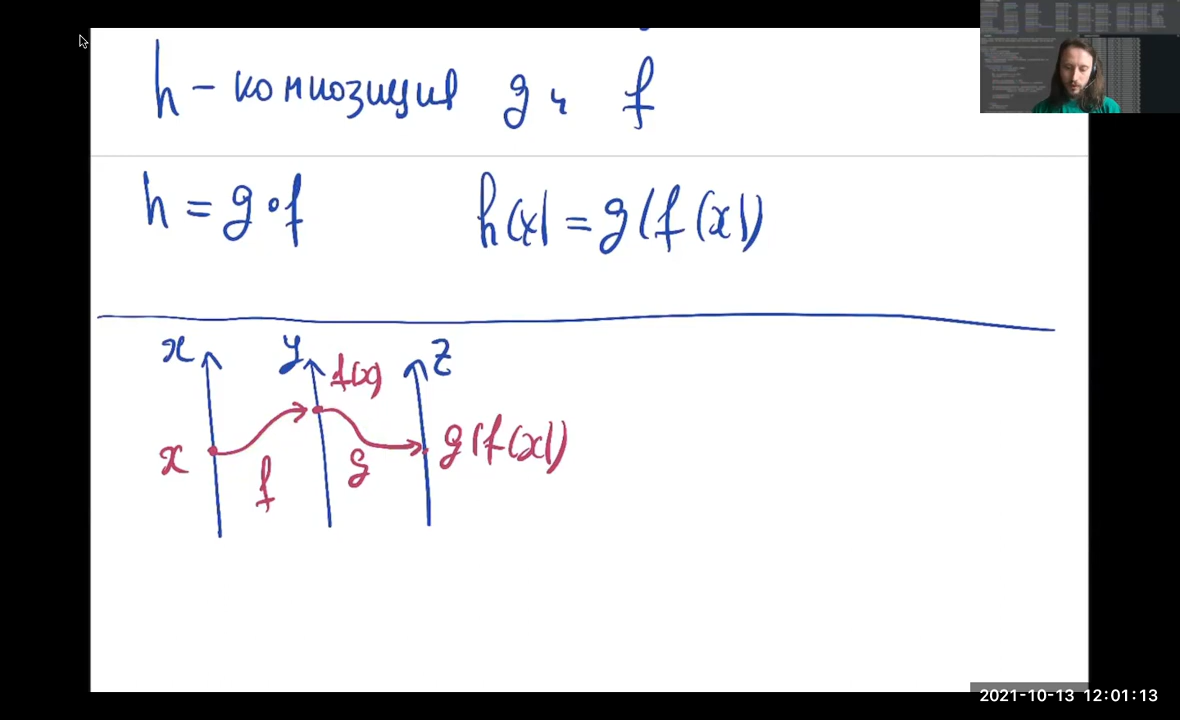 h - композиция g и f
h = g∘f h(x) = g(f(x))
x y f(x) z
x f g g(f(x))
2021-10-13 12:01:13